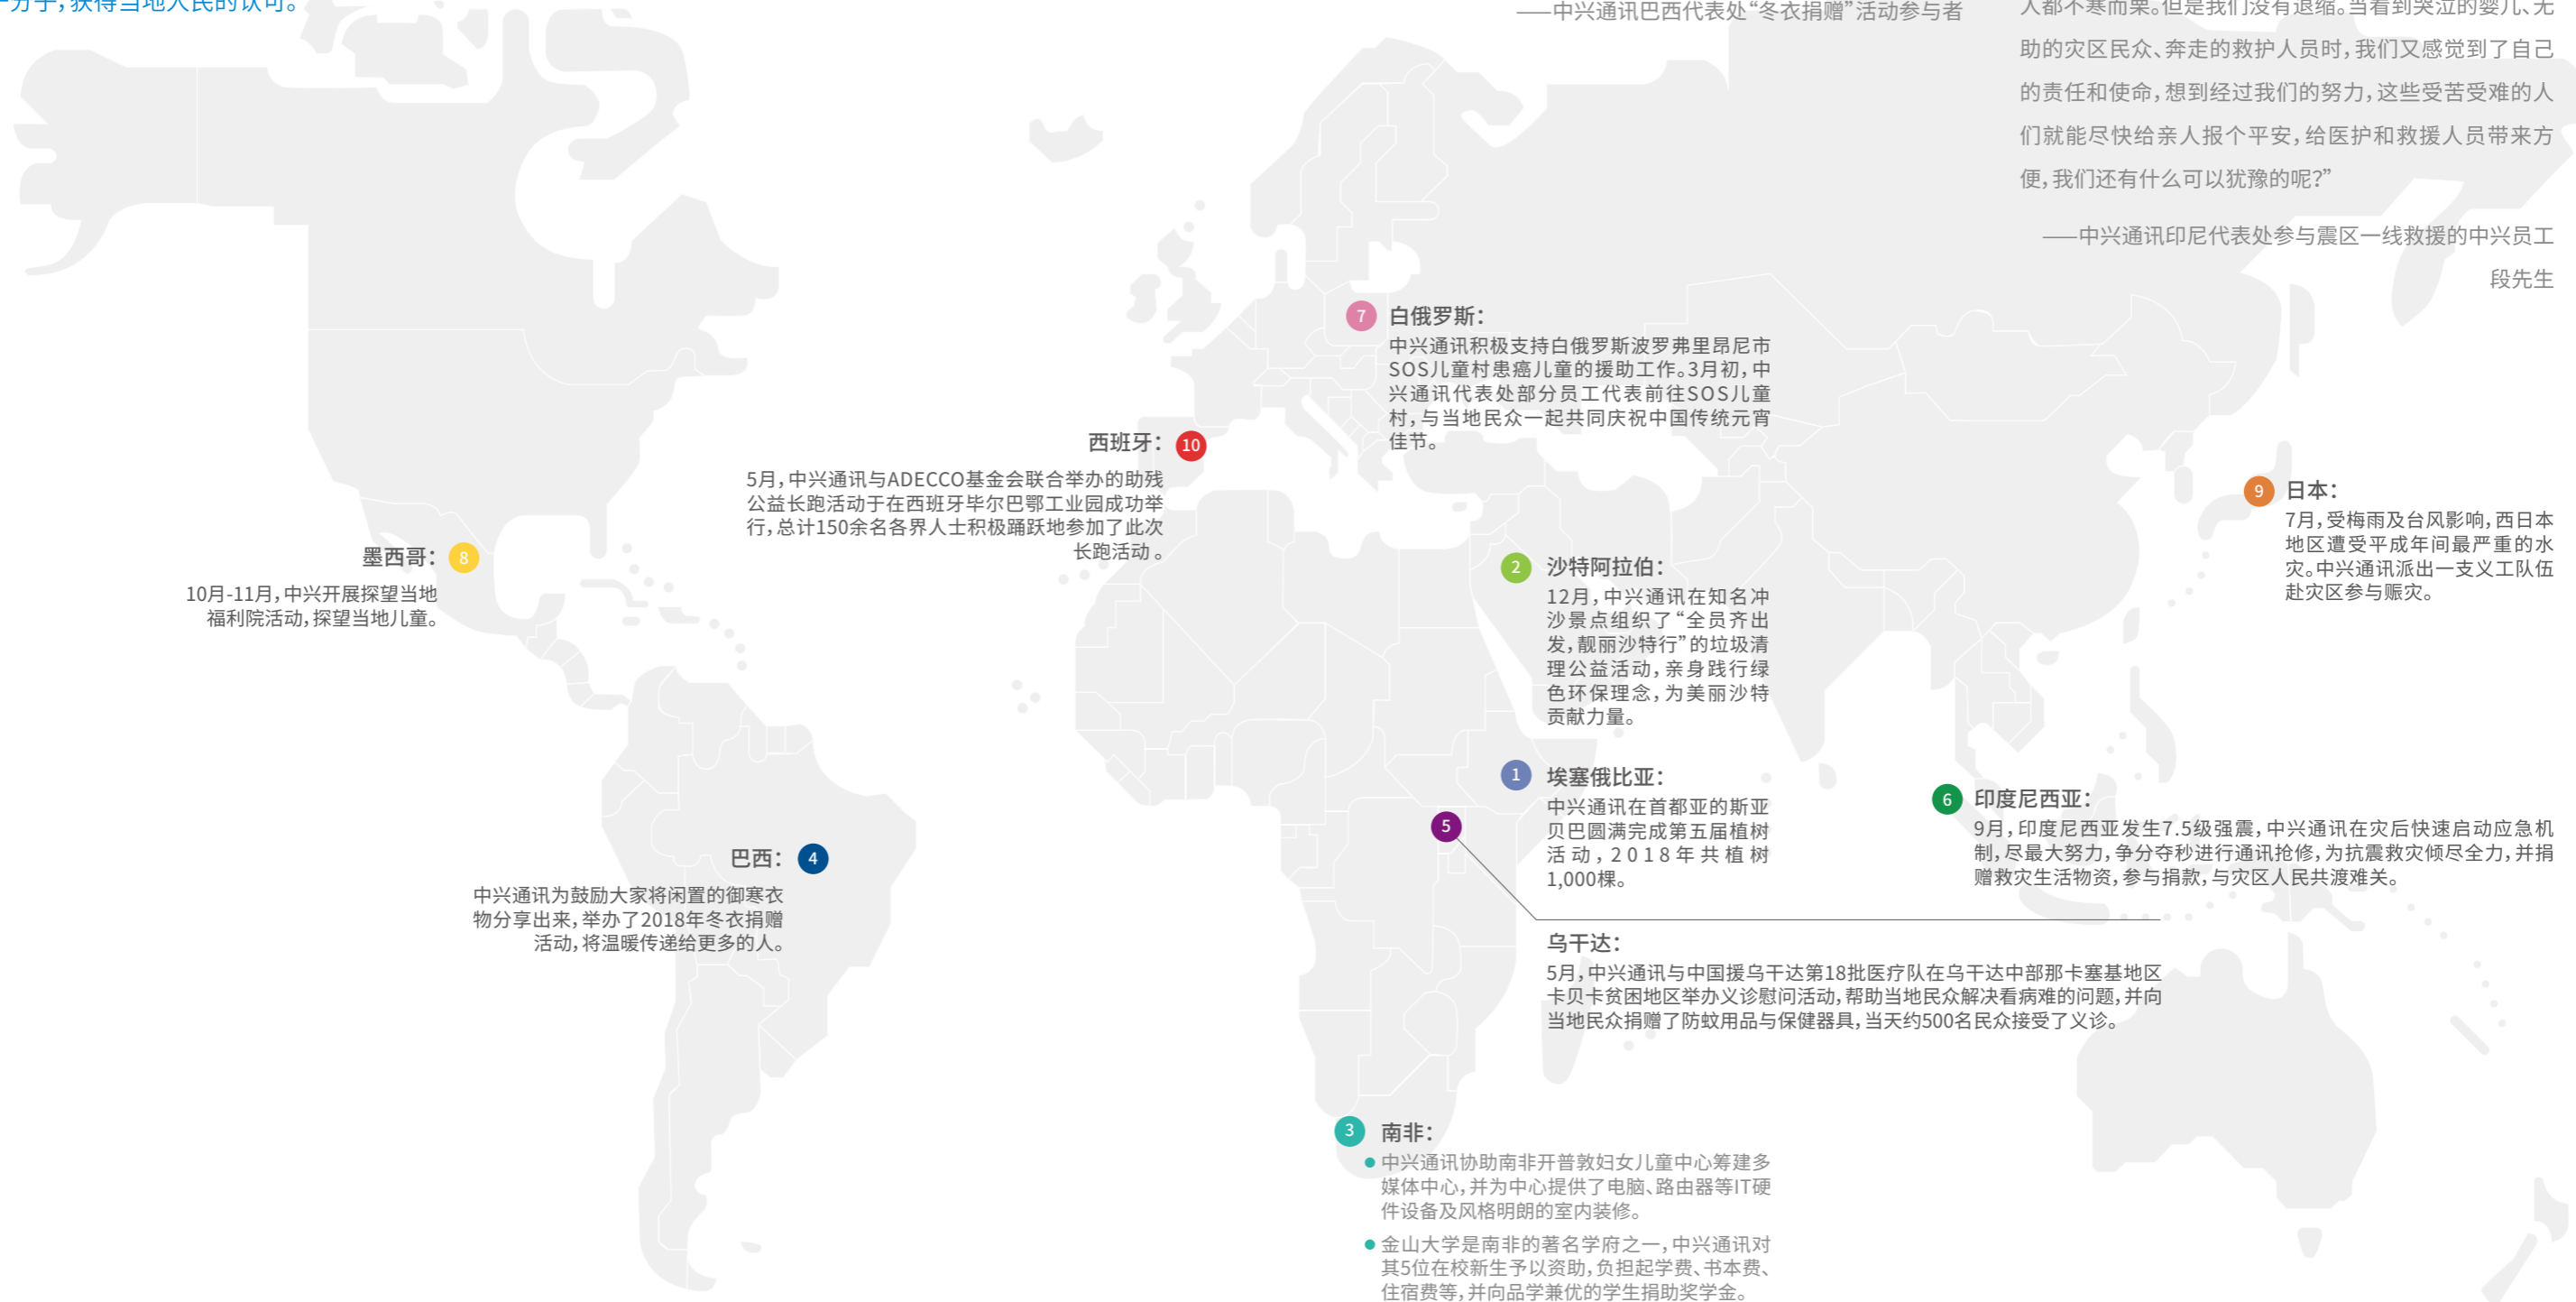 一分子，获得当地人民的认可。
——中兴通讯巴西代表处“冬衣捐赠”活动参与者
人都不寒而栗。但是我们没有退缩。当看到哭泣的婴儿、无
助的灾区民众、奔走的救护人员时，我们又感觉到了自己
的责任和使命，想到经过我们的努力，这些受苦受难的人
们就能尽快给亲人报个平安，给医护和救援人员带来方
便，我们还有什么可以犹豫的呢？”
——中兴通讯印尼代表处参与震区一线救援的中兴员工
段先生
7
白俄罗斯：
中兴通讯积极支持白俄罗斯波罗弗里昂尼市
SOS儿童村患癌儿童的援助工作。3月初，中
兴通讯代表处部分员工代表前往SOS儿童
村，与当地民众一起共同庆祝中国传统元宵
佳节。
西班牙：
10
5月，中兴通讯与ADECCO基金会联合举办的助残
公益长跑活动于在西班牙毕尔巴鄂工业园成功举
行，总计150余名各界人士积极踊跃地参加了此次
长跑活动 。
9
日本：
7月，受梅雨及台风影响，西日本
地区遭受平成年间最严重的水
灾。中兴通讯派出一支义工队伍
赴灾区参与赈灾。
墨西哥：
8
10月-11月，中兴开展探望当地
福利院活动，探望当地儿童。
2
沙特阿拉伯：
12月，中兴通讯在知名冲
沙景点组织了“全员齐出
发，靓丽沙特行”的垃圾清
理公益活动，亲身践行绿
色环保理念，为美丽沙特
贡献力量。
1
埃塞俄比亚：
中兴通讯在首都亚的斯亚
贝巴圆满完成第五届植树
活动，2018年共植树
1,000棵。
6
印度尼西亚：
9月，印度尼西亚发生7.5级强震，中兴通讯在灾后快速启动应急机
制，尽最大努力，争分夺秒进行通讯抢修，为抗震救灾倾尽全力，并捐
赠救灾生活物资，参与捐款，与灾区人民共渡难关。
巴西：
4
中兴通讯为鼓励大家将闲置的御寒衣
物分享出来，举办了2018年冬衣捐赠
活动，将温暖传递给更多的人。
5
乌干达：
5月，中兴通讯与中国援乌干达第18批医疗队在乌干达中部那卡塞基地区
卡贝卡贫困地区举办义诊慰问活动，帮助当地民众解决看病难的问题，并向
当地民众捐赠了防蚊用品与保健器具，当天约500名民众接受了义诊。
3
南非：
中兴通讯协助南非开普敦妇女儿童中心筹建多
媒体中心，并为中心提供了电脑、路由器等IT硬
件设备及风格明朗的室内装修。
金山大学是南非的著名学府之一，中兴通讯对
其5位在校新生予以资助，负担起学费、书本费、
住宿费等，并向品学兼优的学生捐助奖学金。